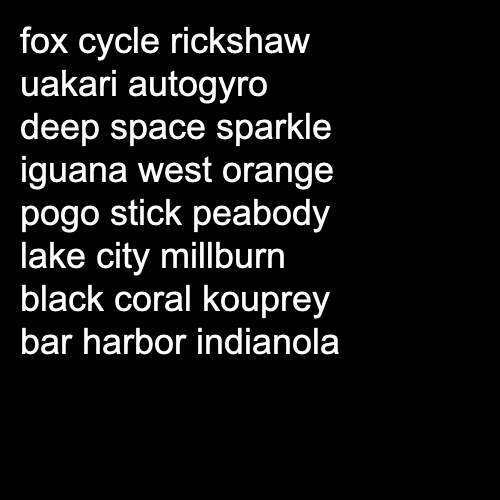 fox cycle rickshaw
uakari autogyro
deep space sparkle
iguana west orange
pogo stick peabody
lake city millburn
black coral kouprey
bar harbor indianola